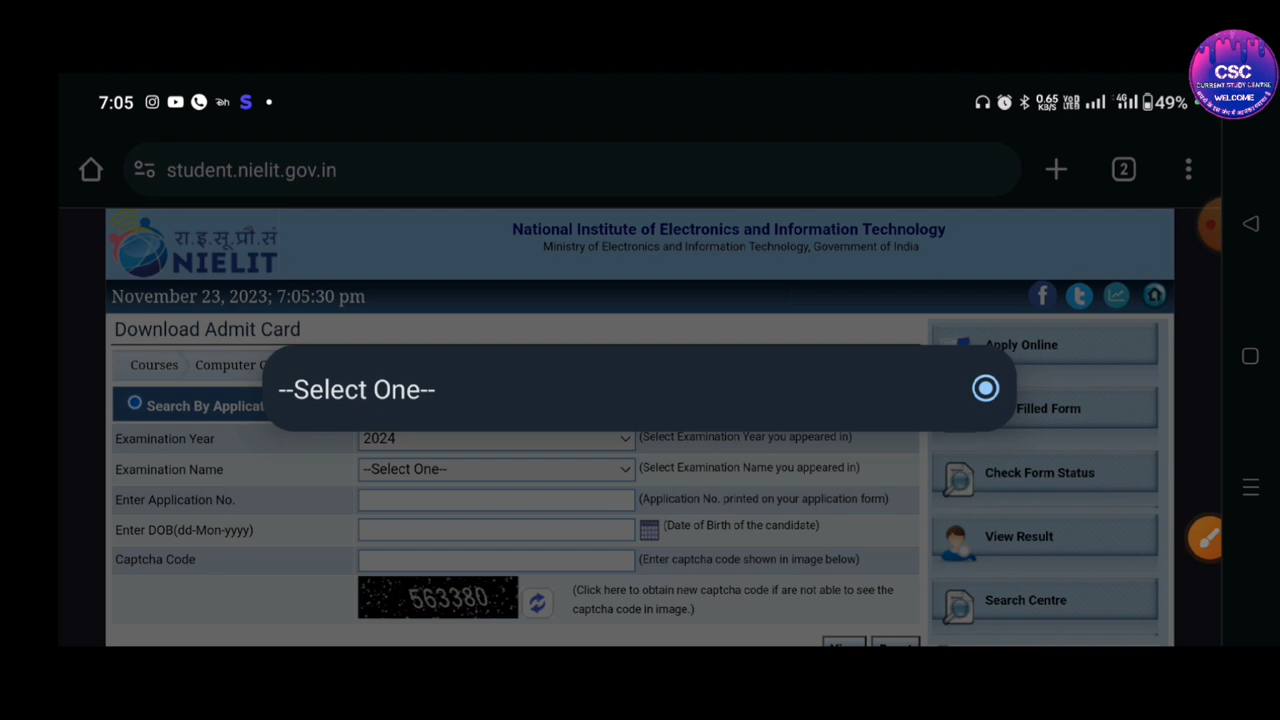 CSC
CURRENT STUDY CENTRE
WELCOME
7:05
0.65
KB/S
VoD
LTE
4G
49%
student.nielit.gov.in
2
रा.इ.सू.प्रौ.सं
NIELIT
National Institute of Electronics and Information Technology
Ministry of Electronics and Information Technology, Government of India
November 23, 2023; 7:05:30 pm
Download Admit Card
Courses
Computer C
--Select One--
Apply Online
Search By Applicat
Filled Form
Examination Year
2024
(Select Examination Year you appeared in)
Examination Name
--Select One--
(Select Examination Name you appeared in)
Check Form Status
Enter Application No.
(Application No. printed on your application form)
Enter DOB(dd-Mon-yyyy)
(Date of Birth of the candidate)
View Result
Captcha Code
(Enter captcha code shown in image below)
563380
(Click here to obtain new captcha code if are not able to see the
captcha code in image.)
Search Centre